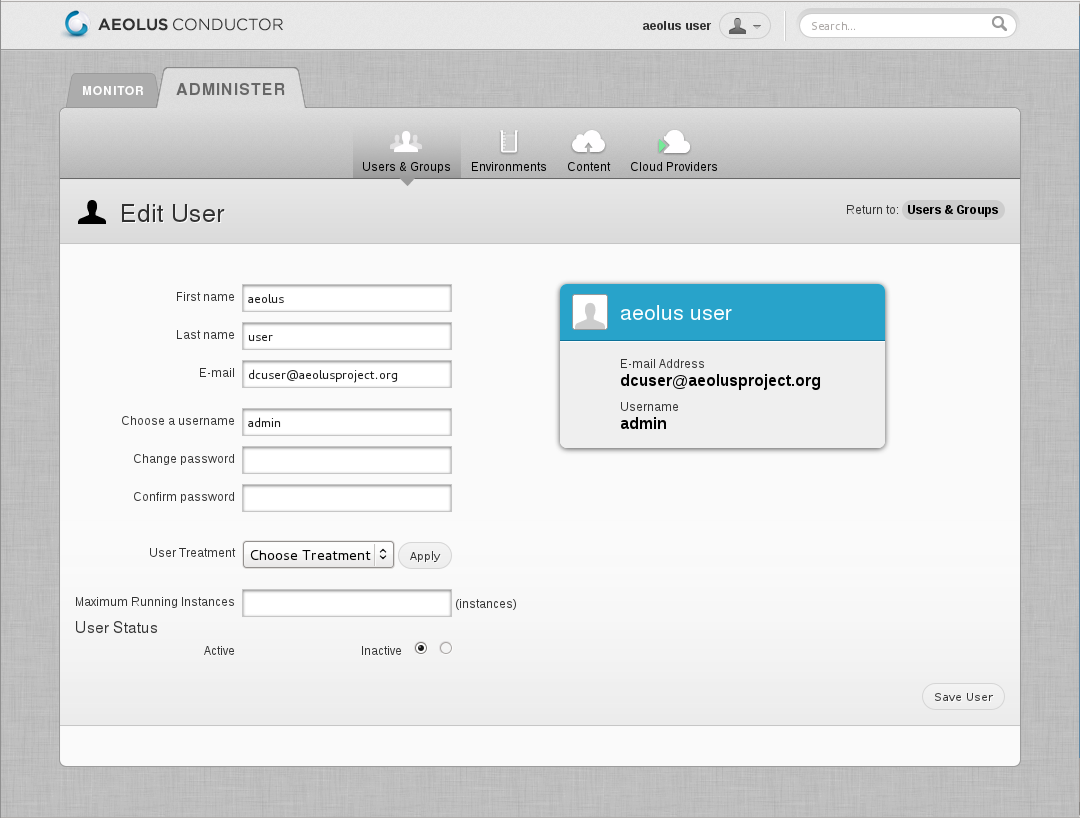 AEOLUS CONDUCTOR
aeolus user
Search...
MONITOR
ADMINISTER
Users & Groups
Environments
Content
Cloud Providers
Edit User
Return to: Users & Groups
First name aeolus
Last name user
E-mail dcuser@aeolusproject.org
Choose a username admin
Change password
Confirm password
User Treatment Choose Treatment Apply
Maximum Running Instances (instances)
User Status
Active Inactive
aeolus user
E-mail Address
dcuser@aeolusproject.org
Username
admin
Save User